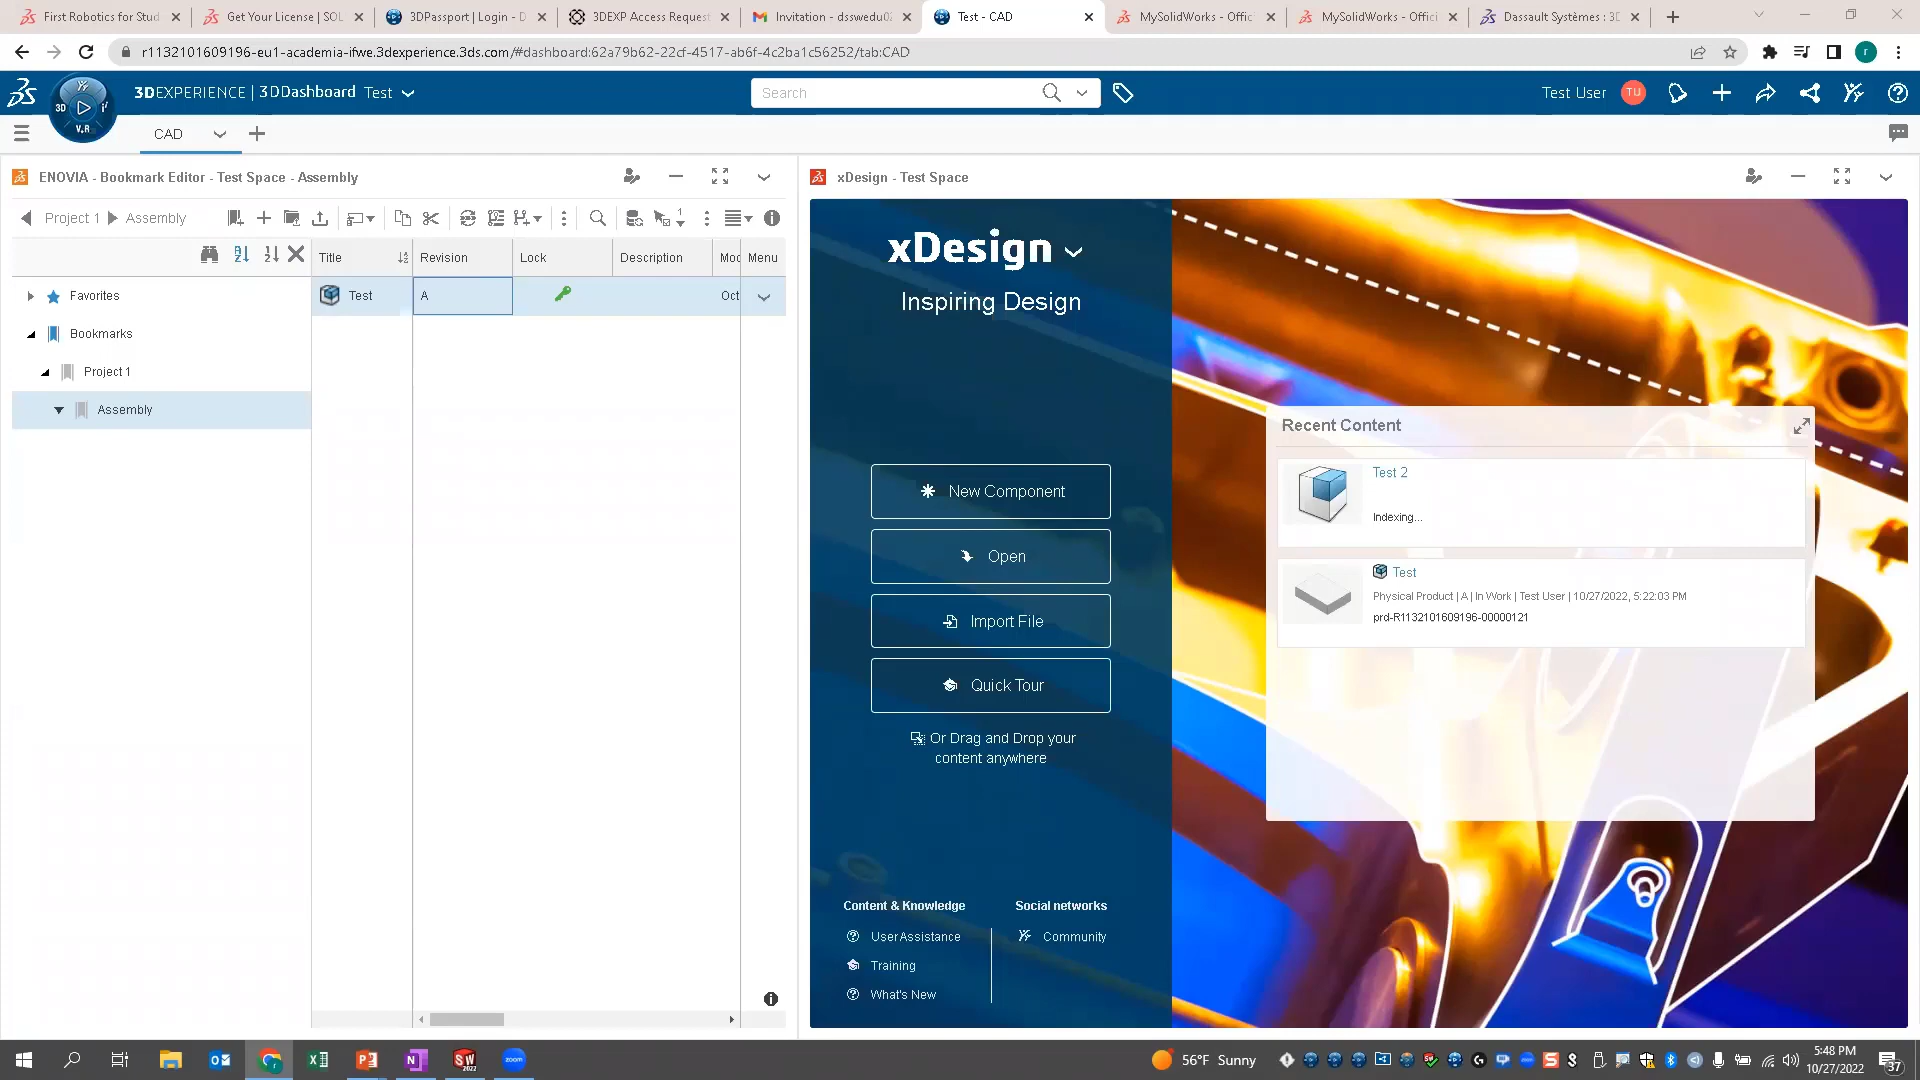 First Robotics for Stud
Get Your License | SOL
3DPassport | Login - D
3DEXP Access Request
Invitation - dsswedu02
Test - CAD
MySolidWorks - Offic
MySolidWorks - Offici
Dassault Systèmes : 3D
r1132101609196-eu1-academia-ifwe.3dexperience.3ds.com/#dashboard:62a79b62-22cf-4517-ab6f-4c2ba1c56252/tab:CAD
r
3D
V.R
3DEXPERIENCE | 3DDashboard Test
Search
Test User
TU
CAD
ENOVIA - Bookmark Editor - Test Space - Assembly
xDesign - Test Space
Project 1
Assembly
1
Title
Revision
Lock
Description
Moc
Menu
Favorites
Test
A
Oct
Bookmarks
Project 1
Assembly
xDesign
Inspiring Design
New Component
Open
Import File
Quick Tour
Or Drag and Drop your
content anywhere
Recent Content
Test 2
Indexing...
Test
Physical Product | A | In Work | Test User | 10/27/2022, 5:22:03 PM
prd-R1132101609196-00000121
Content & Knowledge
User Assistance
Training
What's New
Social networks
Community
zoom
56°F Sunny
5:48 PM
10/27/2022
37